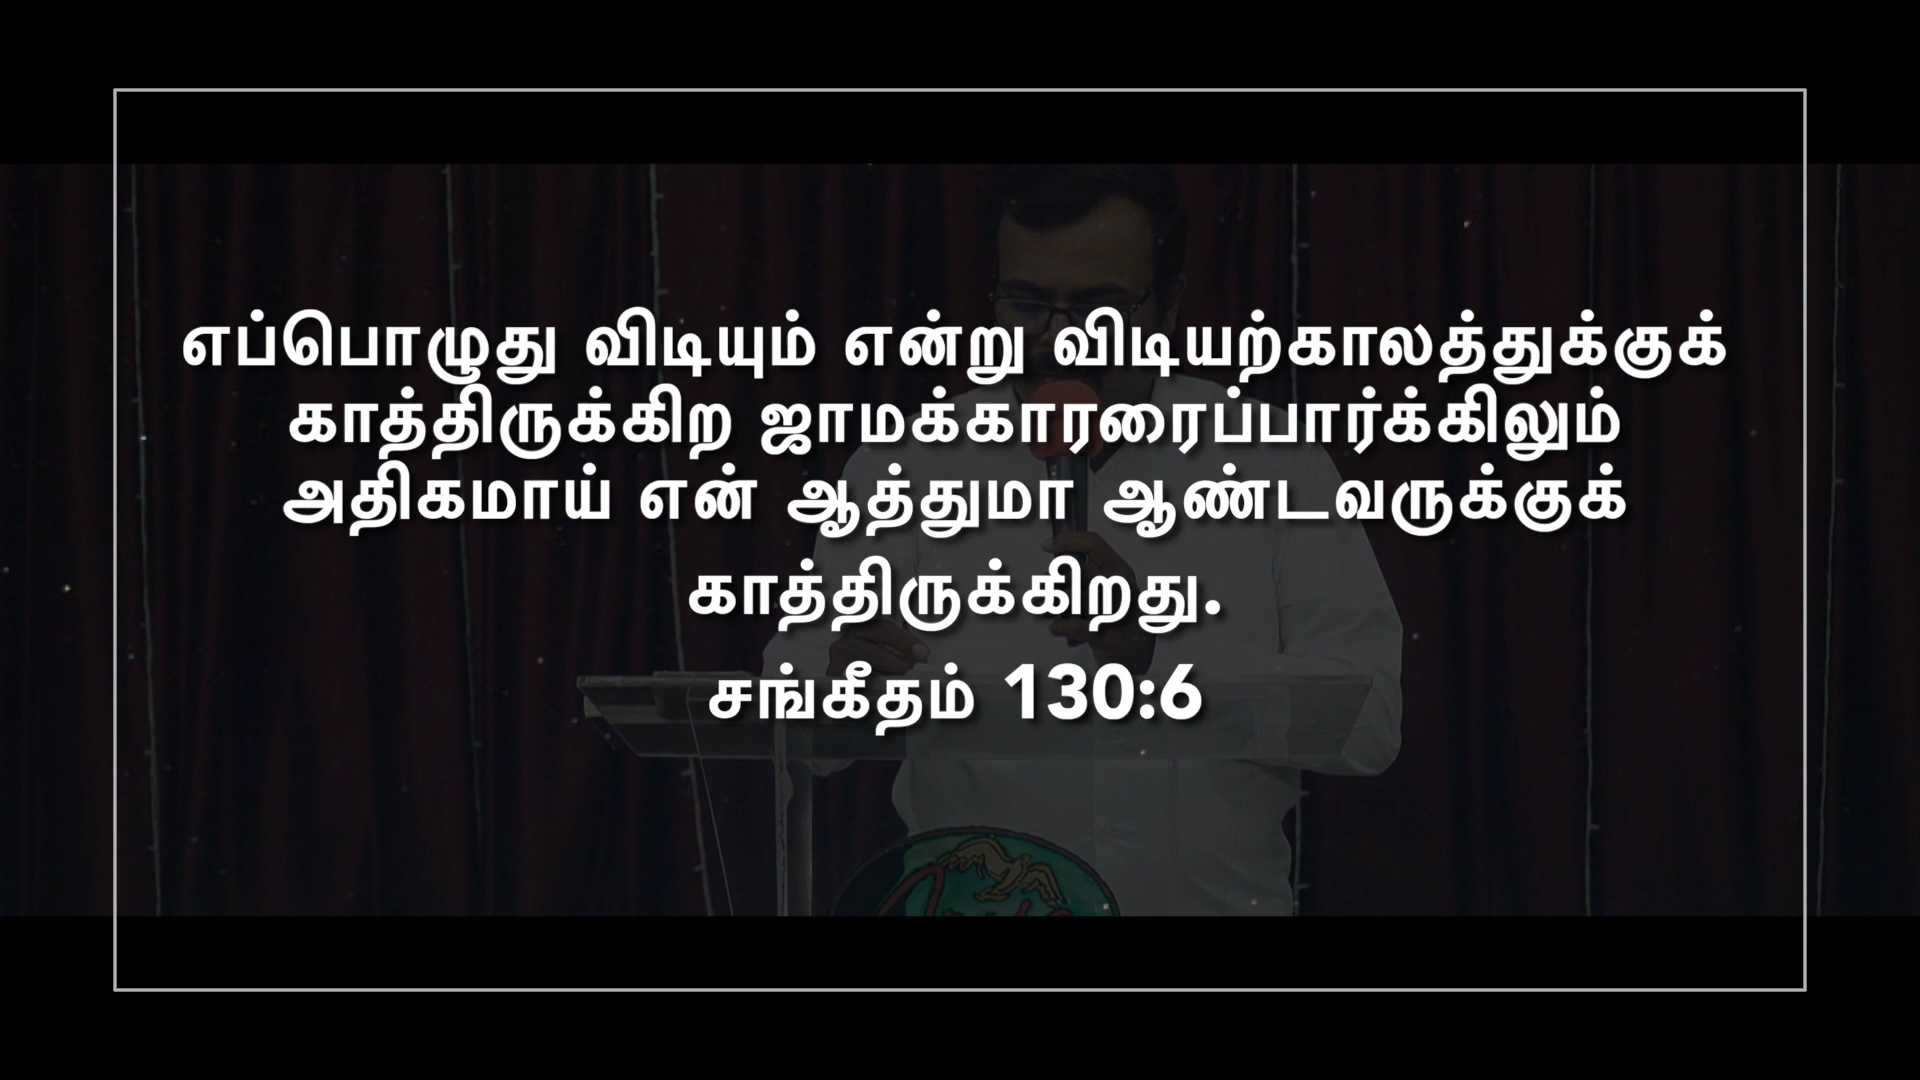 எப்பொழுது விடியும் என்று விடியற்காலத்துக்குக்
காத்திருக்கிற ஜாமக்காரரைப்பார்க்கிலும்
அதிகமாய் என் ஆத்துமா ஆண்டவருக்குக்
காத்திருக்கிறது.
சங்கீதம் 130:6